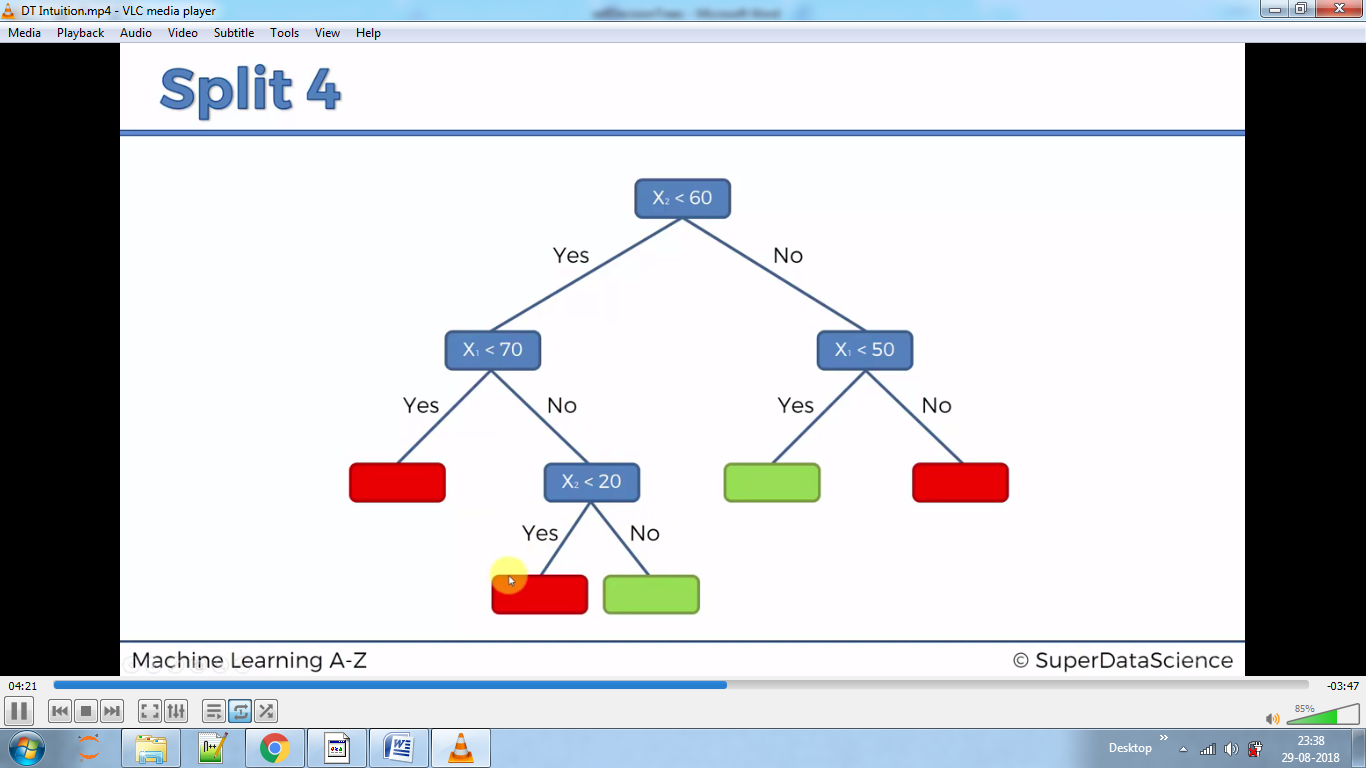 DT Intuition.mp4 - VLC media player
Media Playback Audio Video Subtitle Tools View Help
Split 4
X₂ < 60
Yes No
X₁ < 70 X₁ < 50
Yes No Yes No
X₂ < 20
Yes No
Machine Learning A-Z © SuperDataScience
04:21 -03:47
85%
N++
W
Desktop » 23:38
29-08-2018